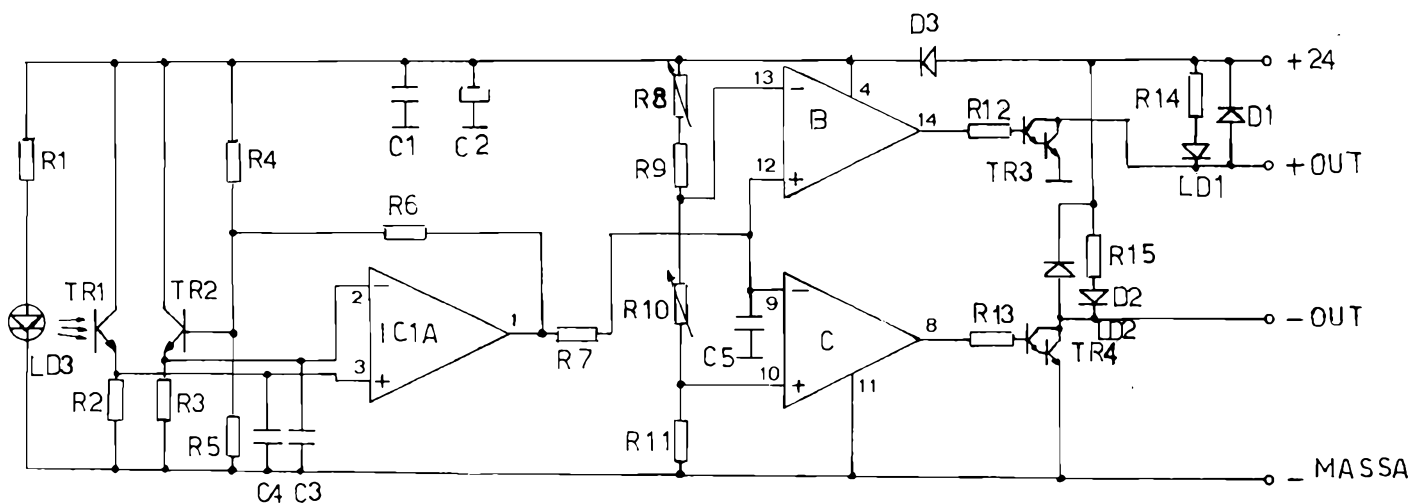 D3
+24
R8
13
−
4
R14
D1
B
R12
14
C1
C2
R1
R4
R9
12
+
TR3
LD1
+OUT
R6
R15
TR1
TR2
2
−
R10
9
−
D2
IC1A
1
R13
−OUT
LD3
R7
C5
C
8
LD2
TR4
3
+
10
+
11
R2
R3
R5
R11
C4
C3
− MASSA